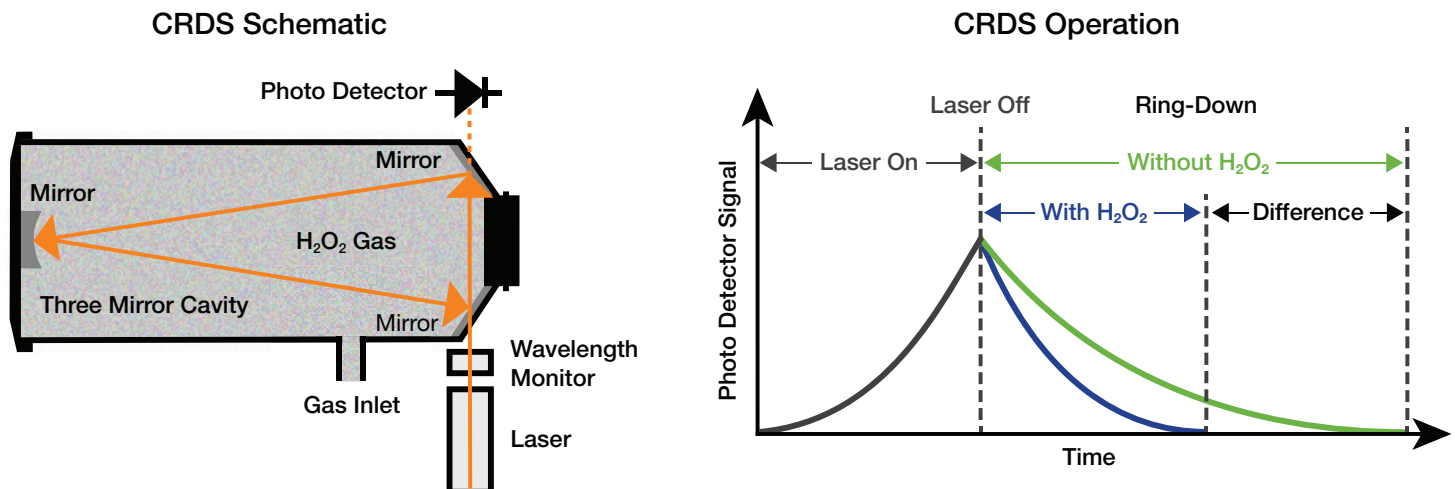 CRDS Schematic
Photo Detector
Mirror
Mirror
H₂O₂ Gas
Three Mirror Cavity
Mirror
Wavelength
Monitor
Gas Inlet
Laser
CRDS Operation
Laser Off
Ring-Down
Laser On
Without H₂O₂
With H₂O₂
Difference
Photo Detector Signal
Time